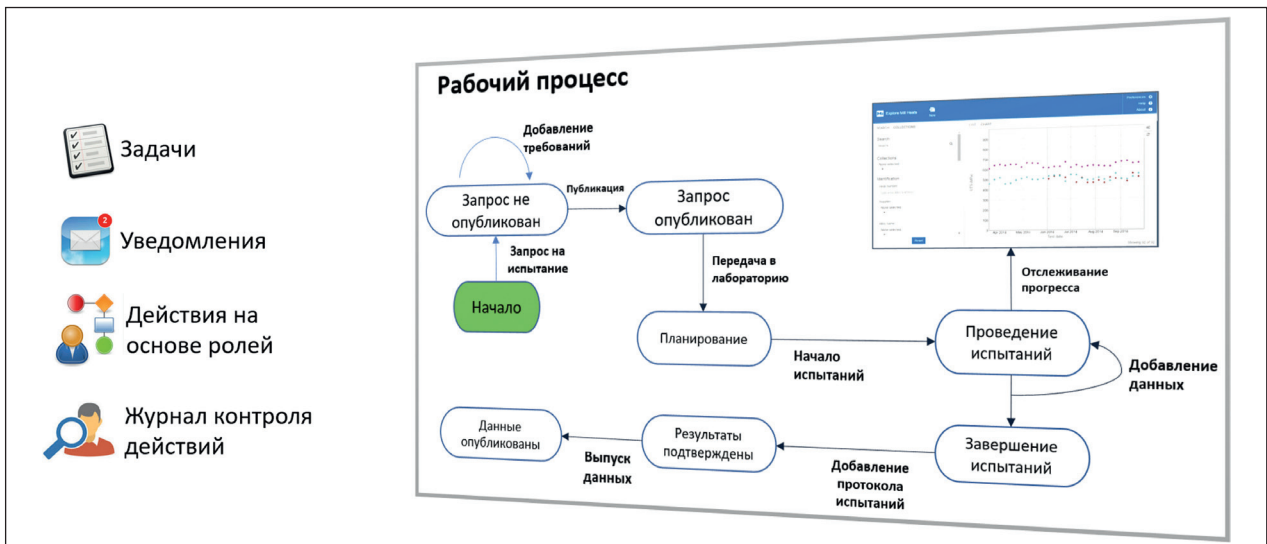 Рабочий процесс
Задачи
2
Уведомления
Действия на
основе ролей
Журнал контроля
действий
Добавление
требований
Запрос не
опубликован
Публикация
Запрос
опубликован
Запрос на
испытание
Начало
Передача в
лабораторию
Планирование
Начало
испытаний
Отслеживание
прогресса
Проведение
испытаний
Добавление
данных
Завершение
испытаний
Добавление
протокола
испытаний
Результаты
подтверждены
Выпуск
данных
Данные
опубликованы